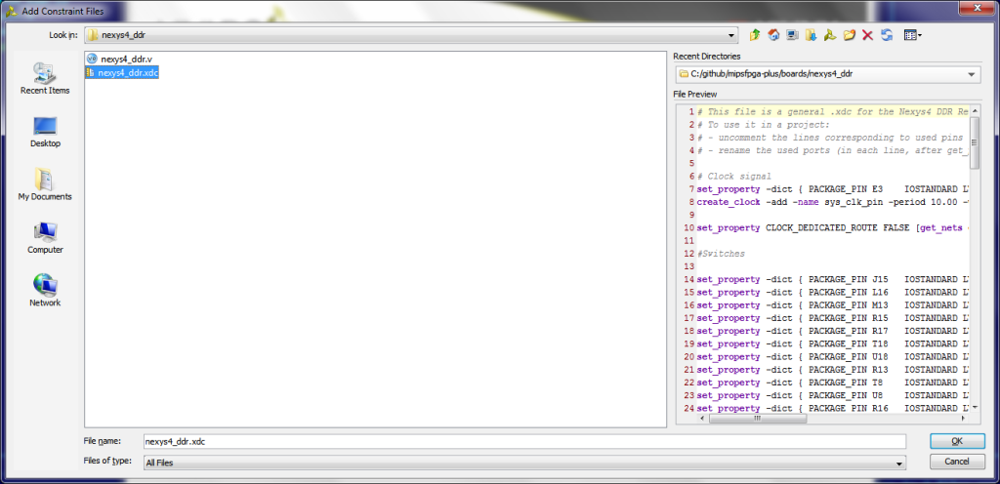 Add Constraint Files
Look in: nexys4_ddr
Recent Items
Desktop
My Documents
Computer
Network
nexys4_ddr.v
nexys4_ddr.xdc
Recent Directories
C:/github/mipsfpga-plus/boards/nexys4_ddr
File Preview
1 # This file is a general .xdc for the Nexys4 DDR Re
2 # To use it in a project:
3 # - uncomment the lines corresponding to used pins
4 # - rename the used ports (in each line, after get_
5
6 # Clock signal
7 set_property -dict { PACKAGE_PIN E3 IOSTANDARD L
8 create_clock -add -name sys_clk_pin -period 10.00 -
9
10 set_property CLOCK_DEDICATED_ROUTE FALSE [get_nets
11
12 #Switches
13
14 set_property -dict { PACKAGE_PIN J15 IOSTANDARD L
15 set_property -dict { PACKAGE_PIN L16 IOSTANDARD L
16 set_property -dict { PACKAGE_PIN M13 IOSTANDARD L
17 set_property -dict { PACKAGE_PIN R15 IOSTANDARD L
18 set_property -dict { PACKAGE_PIN R17 IOSTANDARD L
19 set_property -dict { PACKAGE_PIN T18 IOSTANDARD L
20 set_property -dict { PACKAGE_PIN U18 IOSTANDARD L
21 set_property -dict { PACKAGE_PIN R13 IOSTANDARD L
22 set_property -dict { PACKAGE_PIN T8 IOSTANDARD L
23 set_property -dict { PACKAGE_PIN U8 IOSTANDARD L
24 set_property -dict { PACKAGE_PIN R16 IOSTANDARD L
File name: nexys4_ddr.xdc
OK
Files of type: All Files
Cancel